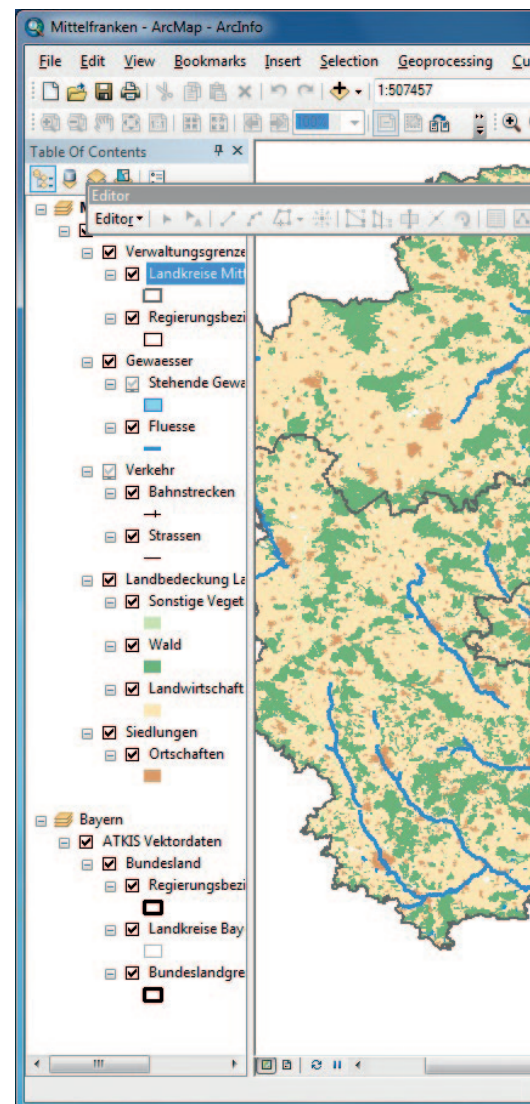 Mittelfranken - ArcMap - ArcInfo
File Edit View Bookmarks Insert Selection Geoprocessing Cu
1:507457
100%
Table Of Contents
Editor
Editor
Verwaltungsgrenze
Landkreise Mitt
Regierungsbezi
Gewaesser
Stehende Gewa
Fluesse
Verkehr
Bahnstrecken
Strassen
Landbedeckung La
Sonstige Veget
Wald
Landwirtschaft
Siedlungen
Ortschaften
Bayern
ATKIS Vektordaten
Bundesland
Regierungsbezi
Landkreise Bay
Bundeslandgre